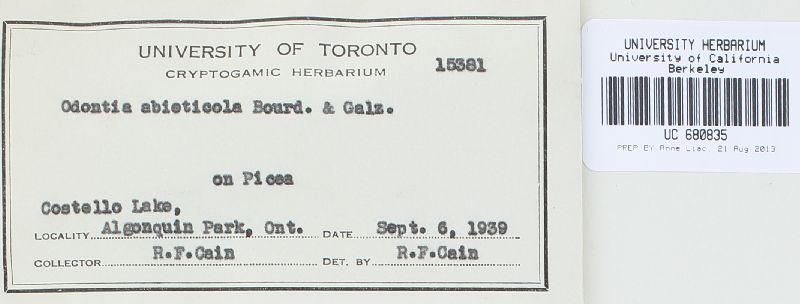 UNIVERSITY OF TORONTO
CRYPTOGAMIC HERBARIUM
15381
Odontia abieticola Bourd. & Galz.
on Picea
Costello Lake,
LOCALITY Algonquin Park, Ont. DATE Sept. 6, 1939
COLLECTOR R.F.Cain DET. BY R.F.Cain
UNIVERSITY HERBARIUM
University of California
Berkeley
UC 680835
PREP BY Anne Liao, 21 Aug 2013